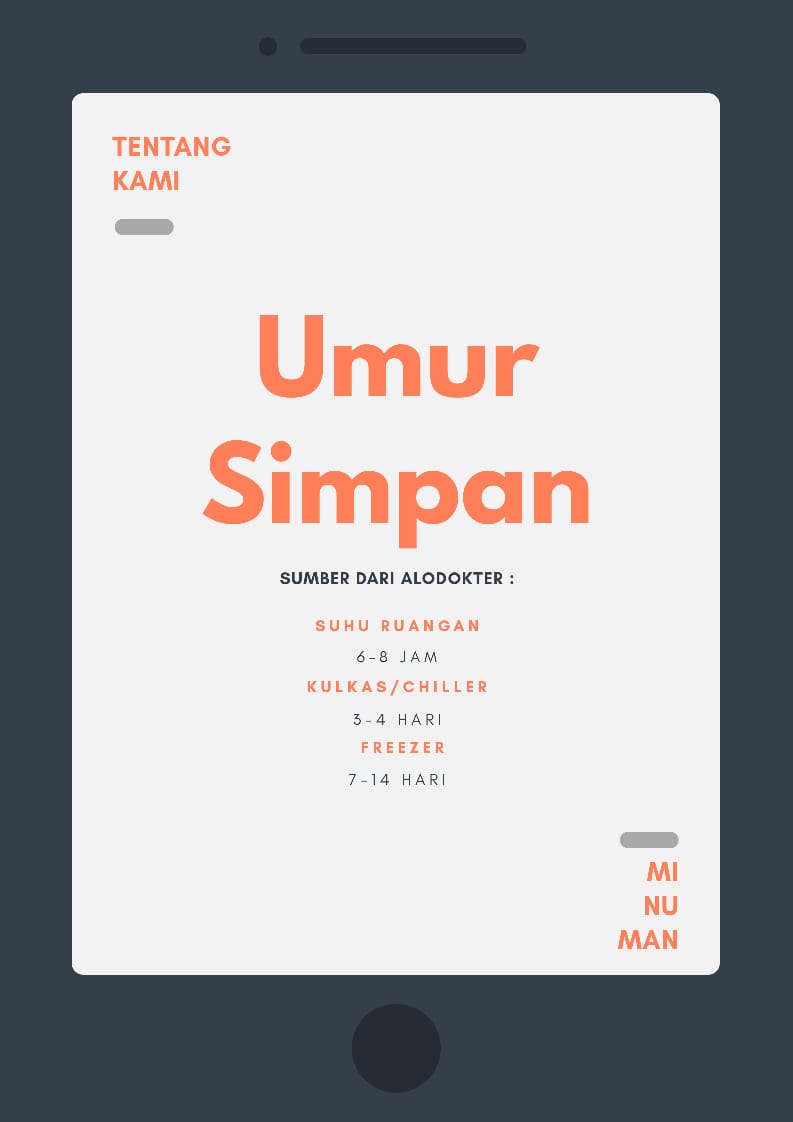 TENTANG
KAMI
Umur
Simpan
SUMBER DARI ALODOKTER :
SUHU RUANGAN
6-8 JAM
KULKAS/CHILLER
3-4 HARI
FREEZER
7-14 HARI
MI
NU
MAN